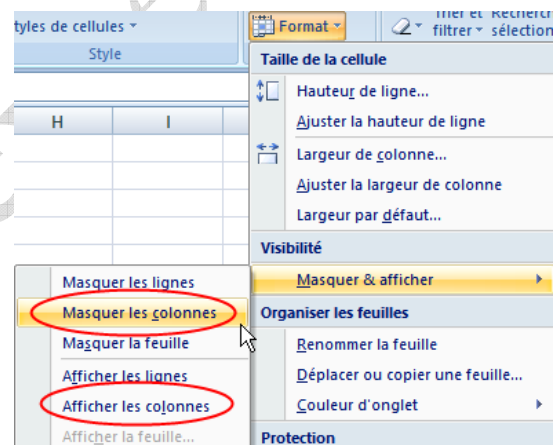 tyles de cellules
Style
Format
Trier et Recherch
filtrer sélection
Taille de la cellule
Hauteur de ligne...
Ajuster la hauteur de ligne
Largeur de colonne...
Ajuster la largeur de colonne
Largeur par défaut...
Visibilité
Masquer & afficher
Organiser les feuilles
Renommer la feuille
Déplacer ou copier une feuille...
Couleur d'onglet
Protection
H I
Masquer les lignes
Masquer les colonnes
Masquer la feuille
Afficher les lignes
Afficher les colonnes
Afficher la feuille...